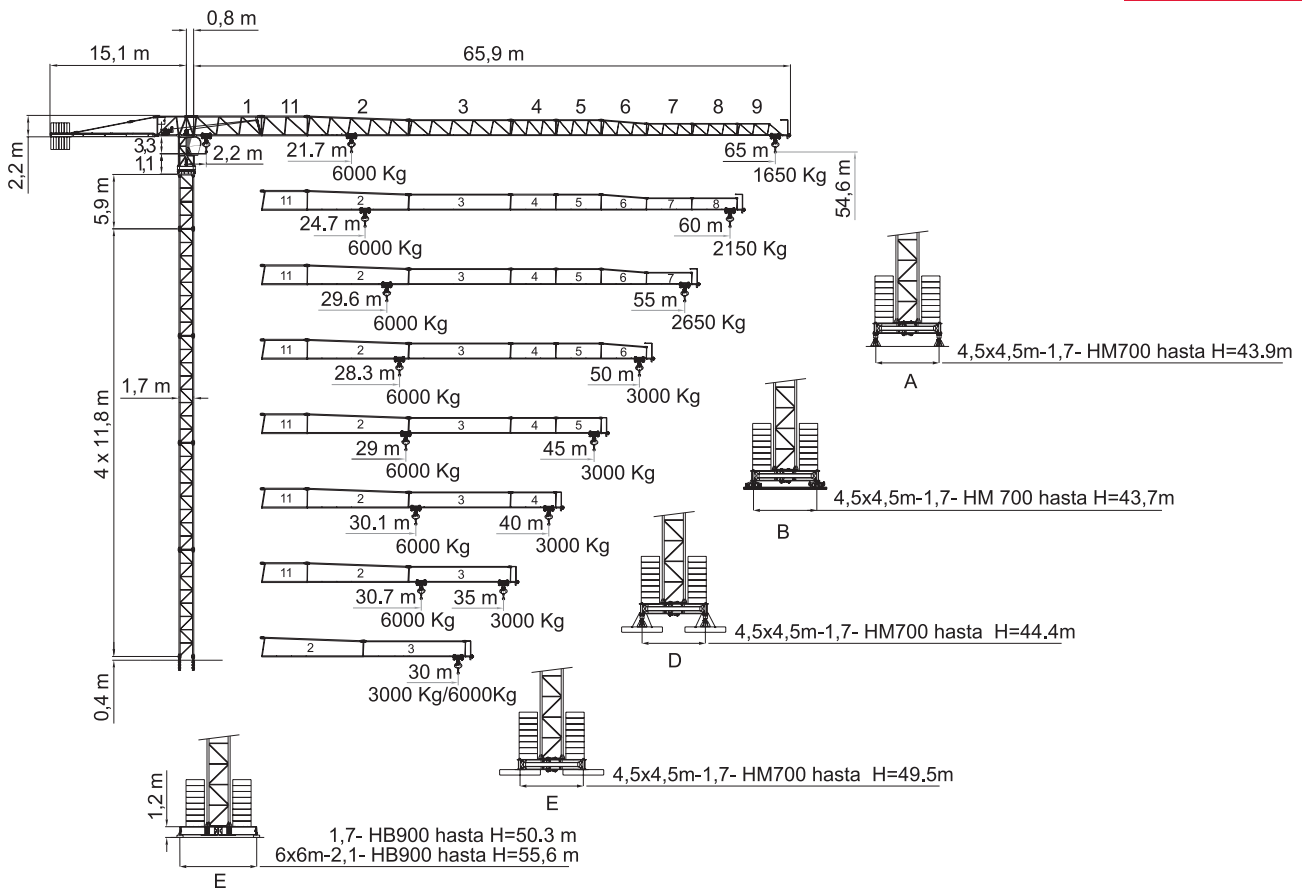 0,8 m
15,1 m
65,9 m
1 11 2 3 4 5 6 7 8 9
2,2 m
3,3
1,1
2,2 m
21.7 m
6000 Kg
65 m
1650 Kg
54,6 m
5,9 m
11 2 3 4 5 6 7 8
24.7 m
6000 Kg
60 m
2150 Kg
11 2 3 4 5 6 7
29.6 m
6000 Kg
55 m
2650 Kg
4,5x4,5m-1,7- HM700 hasta H=43.9m
A
11 2 3 4 5 6
28.3 m
6000 Kg
50 m
3000 Kg
1,7 m
4 x 11,8 m
11 2 3 4 5
29 m
6000 Kg
45 m
3000 Kg
4,5x4,5m-1,7- HM 700 hasta H=43,7m
B
11 2 3 4
30.1 m
6000 Kg
40 m
3000 Kg
11 2 3
30.7 m
6000 Kg
35 m
3000 Kg
4,5x4,5m-1,7- HM700 hasta H=44.4m
D
2 3
30 m
3000 Kg/6000Kg
0,4 m
4,5x4,5m-1,7- HM700 hasta H=49.5m
E
1,2 m
1,7- HB900 hasta H=50.3 m
6x6m-2,1- HB900 hasta H=55,6 m
E